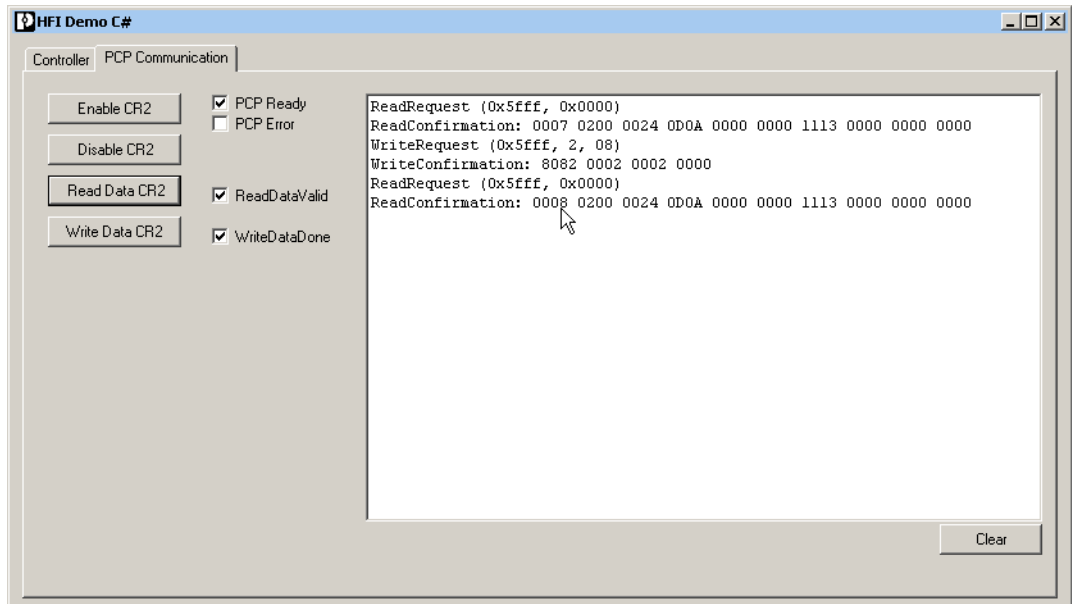 HFI Demo C#
Controller
PCP Communication
Enable CR2
Disable CR2
Read Data CR2
Write Data CR2
PCP Ready
PCP Error
ReadDataValid
WriteDataDone
ReadRequest (0x5fff, 0x0000)
ReadConfirmation: 0007 0200 0024 0D0A 0000 0000 1113 0000 0000 0000
WriteRequest (0x5fff, 2, 08)
WriteConfirmation: 8082 0002 0002 0000
ReadRequest (0x5fff, 0x0000)
ReadConfirmation: 0008 0200 0024 0D0A 0000 0000 1113 0000 0000 0000
Clear